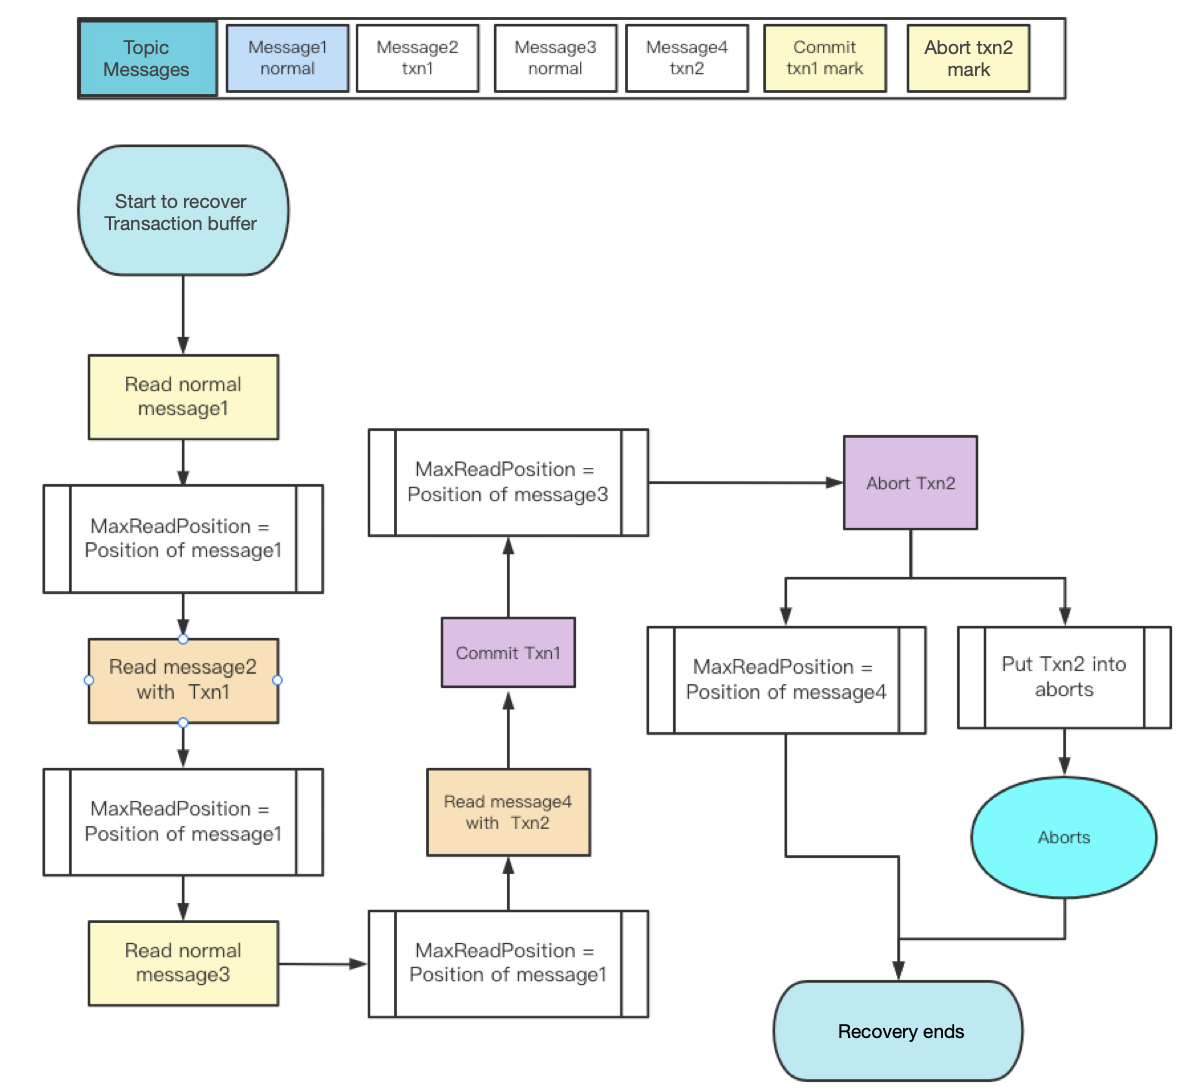 Topic
Messages
Message1
normal
Message2
txn1
Message3
normal
Message4
txn2
Commit
txn1 mark
Abort txn2
mark
Start to recover
Transaction buffer
Read normal
message1
MaxReadPosition =
Position of message1
Read message2
with Txn1
MaxReadPosition =
Position of message1
Read normal
message3
MaxReadPosition =
Position of message1
Read message4
with Txn2
Commit Txn1
MaxReadPosition =
Position of message3
Abort Txn2
MaxReadPosition =
Position of message4
Put Txn2 into
aborts
Aborts
Recovery ends